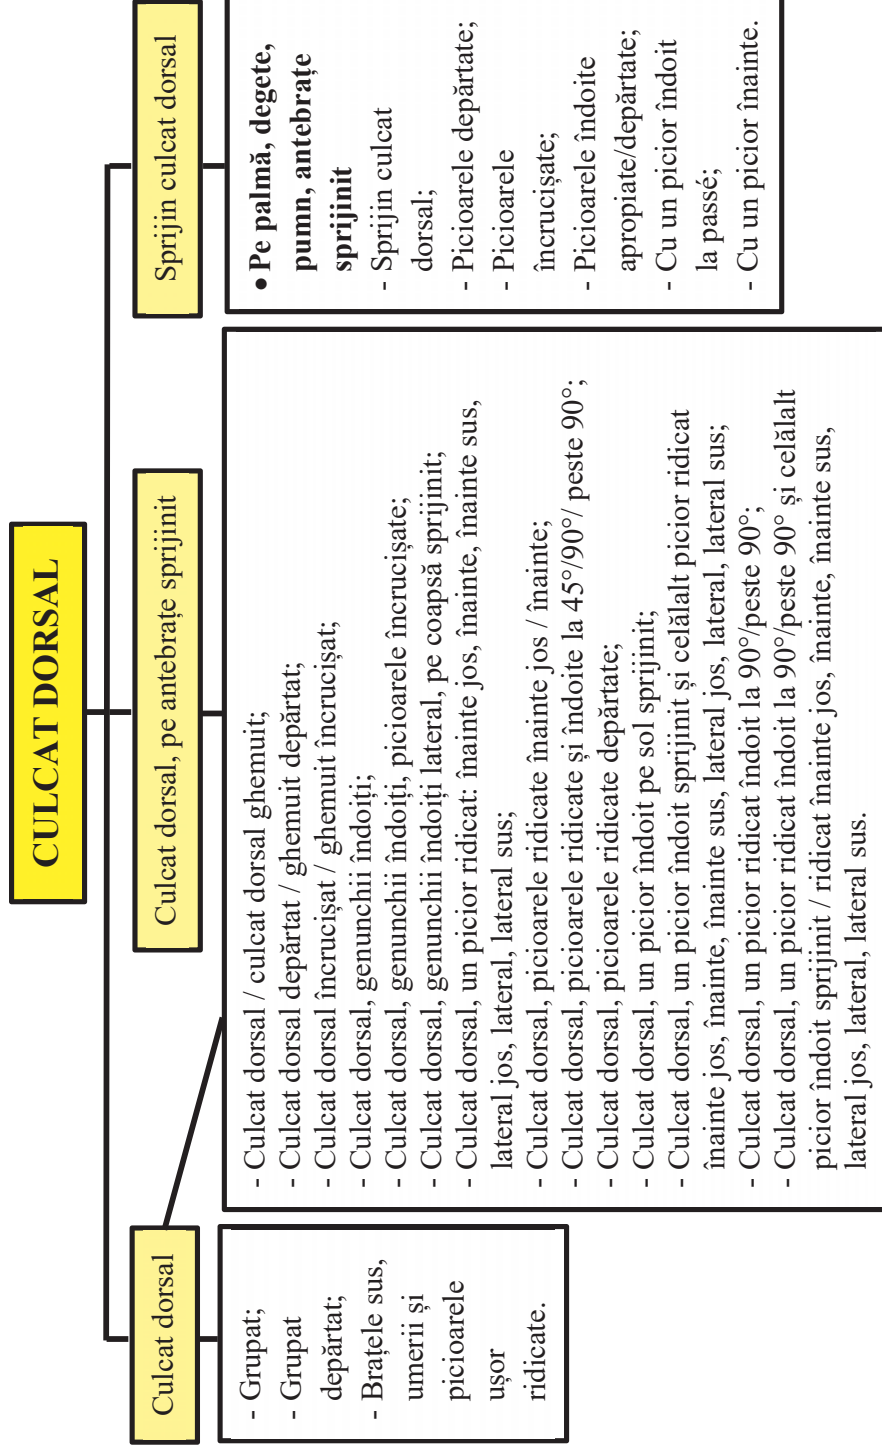 CULCAT DORSAL
Culcat dorsal
- Grupat;
- Grupat
depărtat;
- Brațele sus,
umerii și
picioarele
ușor
ridicate.
Culcat dorsal, pe antebrațe sprijinit
- Culcat dorsal / culcat dorsal ghemuit;
- Culcat dorsal depărtat / ghemuit depărtat;
- Culcat dorsal încrucișat / ghemuit încrucișat;
- Culcat dorsal, genunchii îndoiți;
- Culcat dorsal, genunchii îndoiți, picioarele încrucișate;
- Culcat dorsal, genunchii îndoiți lateral, pe coapsă sprijinit;
- Culcat dorsal, un picior ridicat: înainte jos, înainte, înainte sus,
lateral jos, lateral, lateral sus;
- Culcat dorsal, picioarele ridicate înainte jos / înainte;
- Culcat dorsal, picioarele ridicate și îndoite la 45°/90°/ peste 90°;
- Culcat dorsal, picioarele ridicate depărtate;
- Culcat dorsal, un picior îndoit pe sol sprijinit;
- Culcat dorsal, un picior îndoit sprijinit și celălalt picior ridicat
înainte jos, înainte, înainte sus, lateral jos, lateral, lateral sus;
- Culcat dorsal, un picior ridicat îndoit la 90°/peste 90°;
- Culcat dorsal, un picior ridicat îndoit la 90°/peste 90° și celălalt
picior îndoit sprijinit / ridicat înainte jos, înainte, înainte sus,
lateral jos, lateral, lateral sus.
Sprijin culcat dorsal
• Pe palmă, degete,
pumn, antebrațe
sprijinit
- Sprijin culcat
dorsal;
- Picioarele depărtate;
- Picioarele
încrucișate;
- Picioarele îndoite
apropiate/depărtate;
- Cu un picior îndoit
la passé;
- Cu un picior înainte.